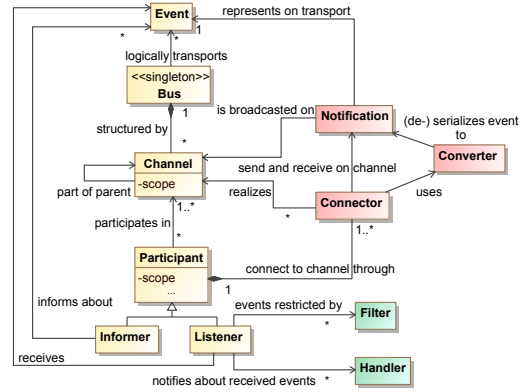 Event
represents on transport
1
*
*
logically transports
<<singleton>>
Bus
1
structured by
*
is broadcasted on
Notification
(de-) serializes event
to
Converter
Channel
-scope
send and receive on channel
part of parent
realizes
*
Connector
uses
1..*
1..*
participates in
*
Participant
-scope
...
1
connect to channel through
informs about
events restricted by
*
Filter
Informer
Listener
receives
notifies about received events
*
Handler